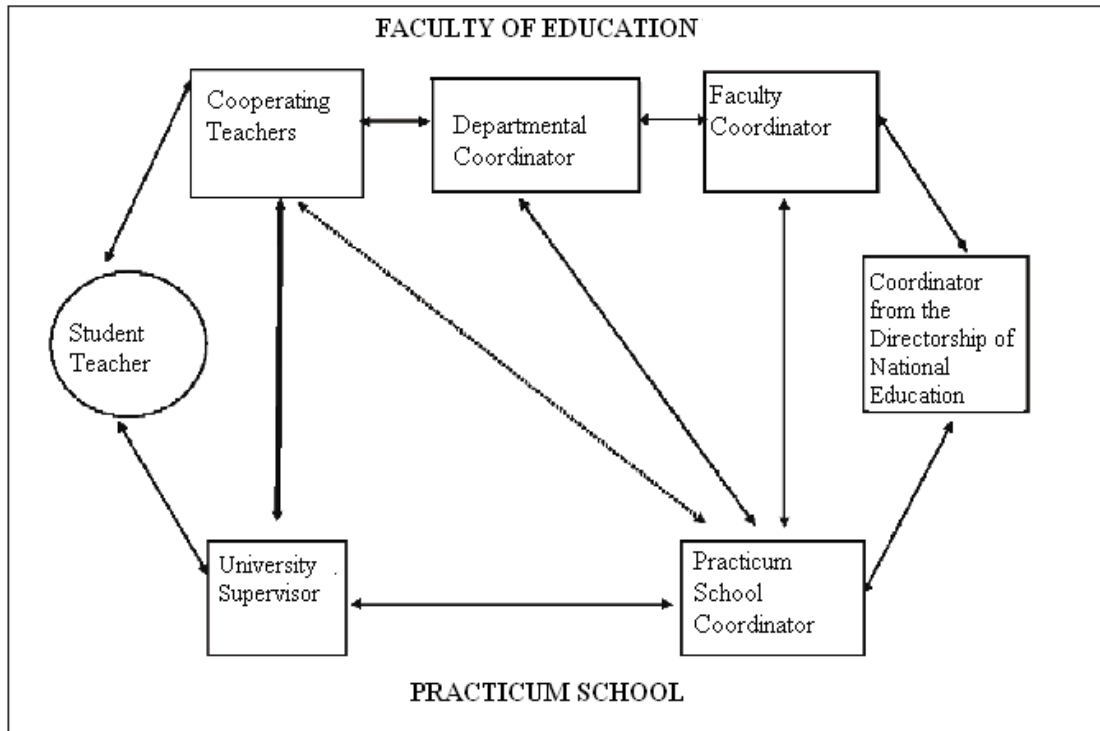 FACULTY OF EDUCATION
Cooperating
Teachers
Departmental
Coordinator
Faculty
Coordinator
Student
Teacher
Coordinator
from the
Directorship of
National
Education
University
Supervisor
Practicum
School
Coordinator
PRACTICUM SCHOOL